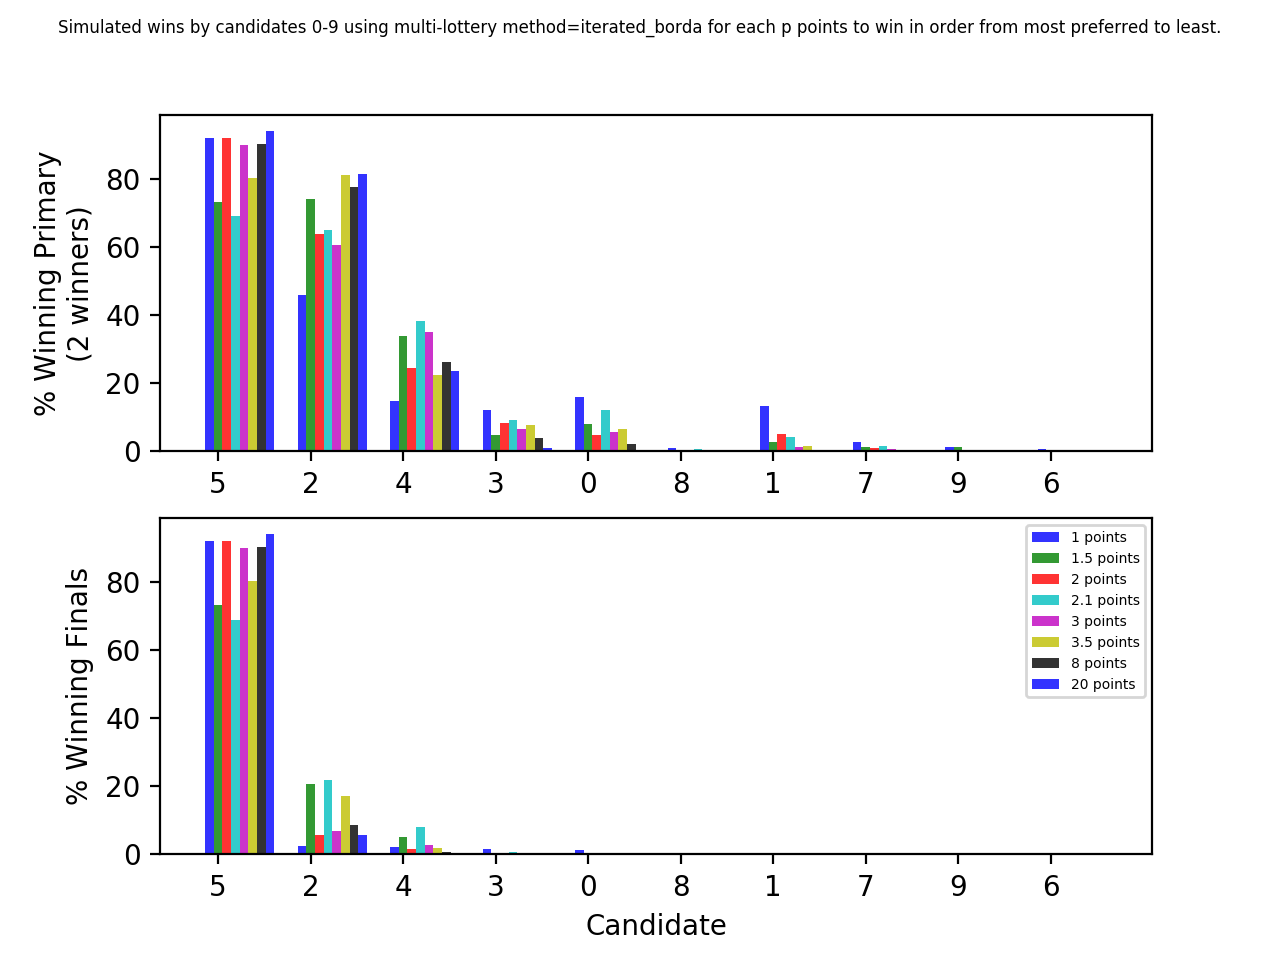 Simulated wins by candidates 0-9 using multi-lottery method=iterated_borda for each p points to win in order from most preferred to least.
% Winning Primary
(2 winners)
80
60
40
20
0
5 2 4 3 0 8 1 7 9 6
% Winning Finals
80
60
40
20
0
1 points
1.5 points
2 points
2.1 points
3 points
3.5 points
8 points
20 points
5 2 4 3 0 8 1 7 9 6
Candidate